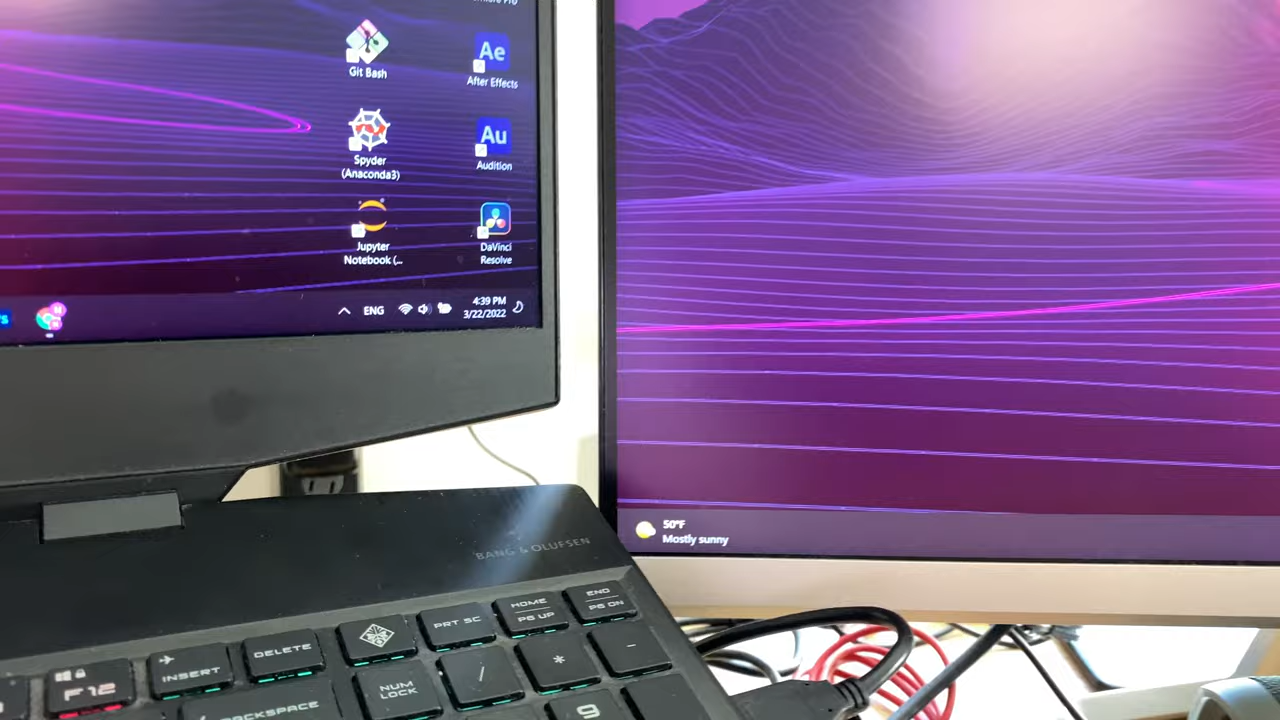 Git Bash
Ae
After Effects
Spyder
(Anaconda3)
Au
Audition
Jupyter
Notebook (...
DaVinci
Resolve
ENG
4:39 PM
3/22/2022
50°F
Mostly sunny
BANG & OLUFSEN
F12
INSERT
DELETE
PRT SC
HOME
PG UP
END
PG DN
BACKSPACE
NUM
LOCK
/
*
-
9